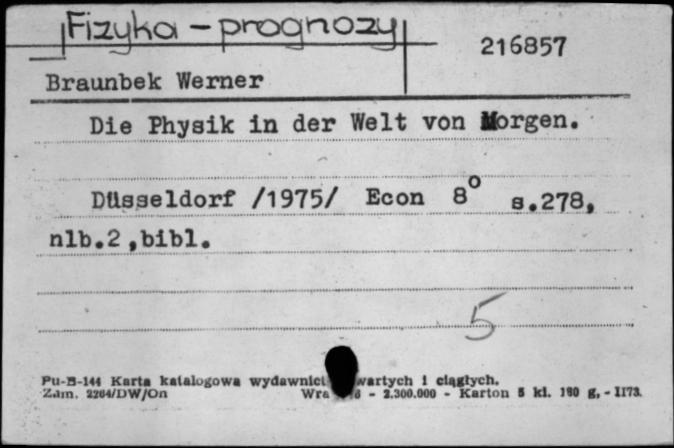 Fizyka - prognozy
216857
Braunbek Werner
Die Physik in der Welt von Morgen.
Düsseldorf /1975/ Econ 8° s.278,
nlb.2,bibl.
5
Pu-B-144 Karta katalogowa wydawnict wartych i ciągłych.
Zam. 2264/DW/On Wra 6 - 2.300.000 - Karton 5 kl. 180 g, - II73.